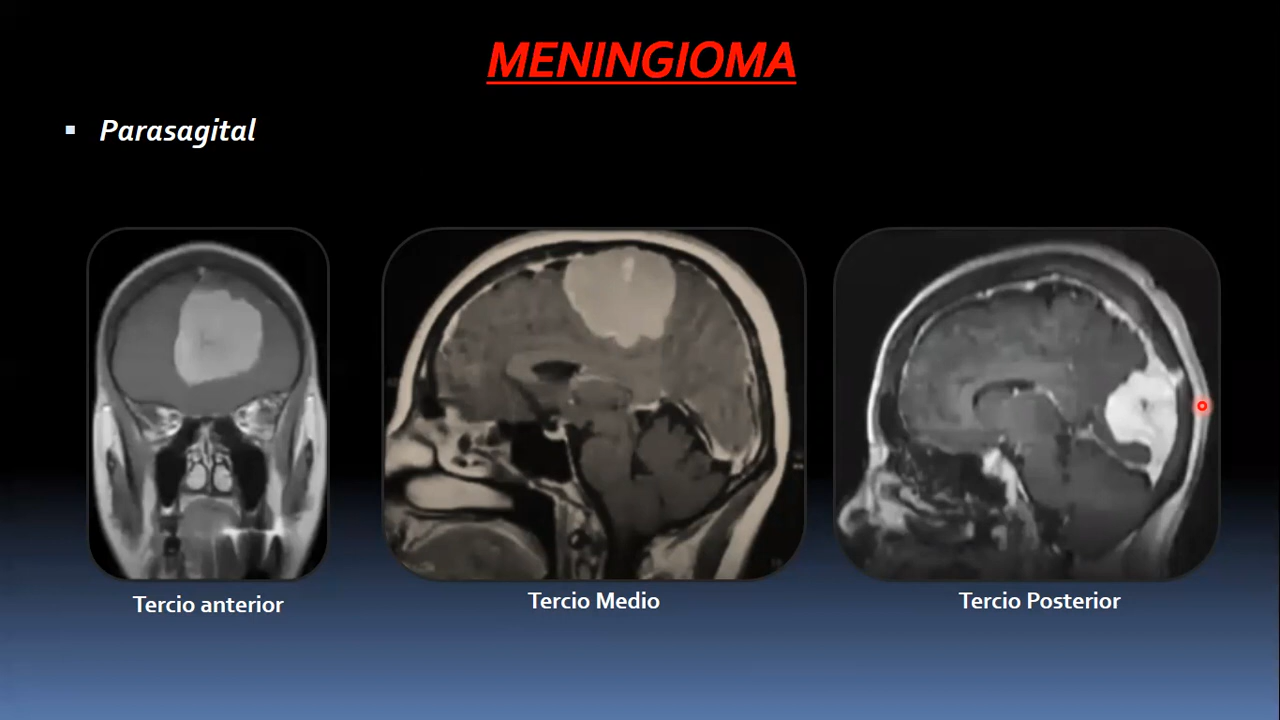 MENINGIOMA
Parasagital
Tercio anterior
Tercio Medio
Tercio Posterior